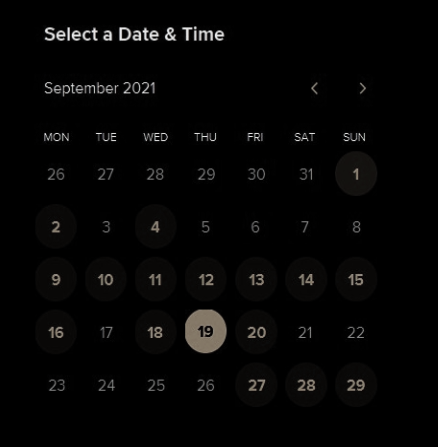 Select a Date & Time
September 2021
MON TUE WED THU FRI SAT SUN
26 27 28 29 30 31 1
2 3 4 5 6 7 8
9 10 11 12 13 14 15
16 17 18 19 20 21 22
23 24 25 26 27 28 29